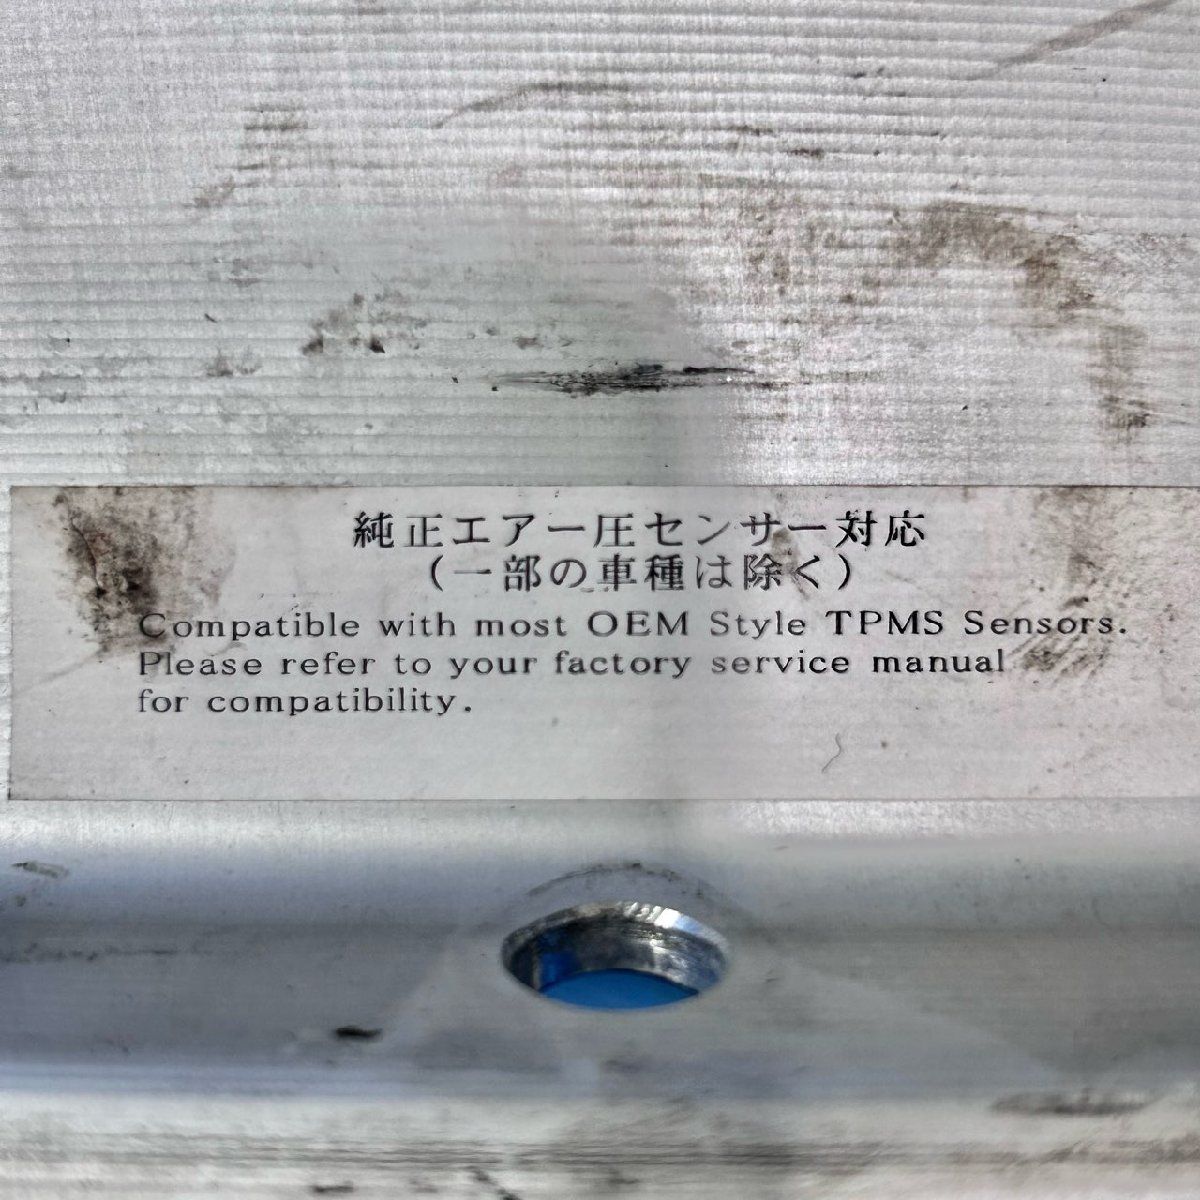 純正エアー圧センサー対応
(一部の車種は除く)
Compatible with most OEM Style TPMS Sensors.
Please refer to your factory service manual
for compatibility.